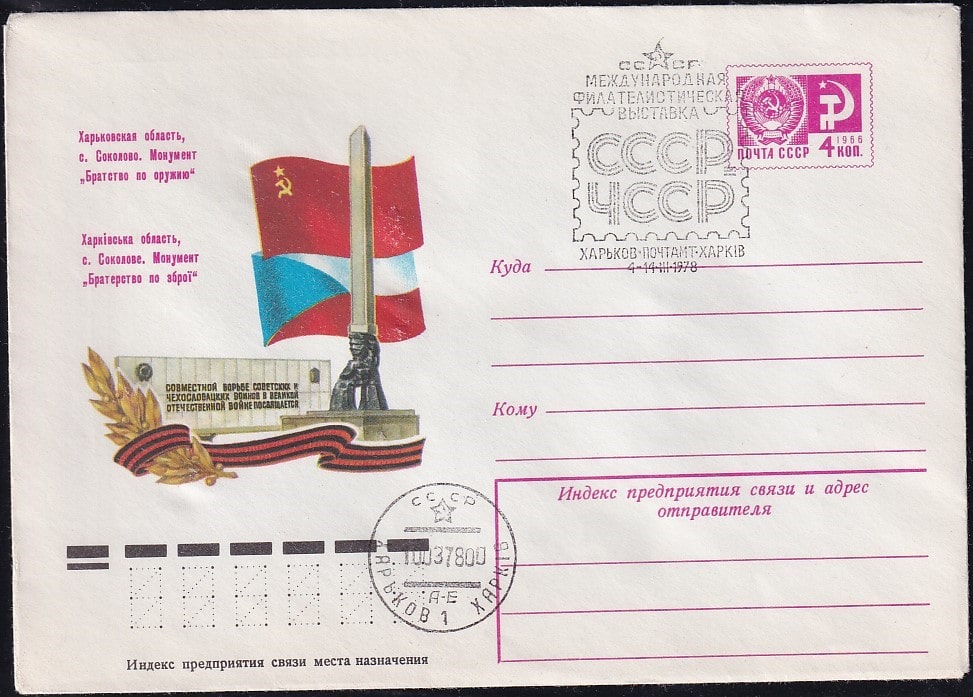 СССР
МЕЖДУНАРОДНАЯ
ФИЛАТЕЛИСТИЧЕСКАЯ
ВЫСТАВКА
СССР
ЧССР
ХАРЬКОВ·ПОЧТАМТ·ХАРКІВ
4-14·III·1978
ПОЧТА СССР
1966
4 КОП.
Харьковская область,
с. Соколово. Монумент
„Братство по оружию“
Харківська область,
с. Соколове. Монумент
„Братерство по зброї“
СОВМЕСТНОЙ БОРЬБЕ СОВЕТСКИХ И
ЧЕХОСЛОВАЦКИХ ВОИНОВ В ВЕЛИКОЙ
ОТЕЧЕСТВЕННОЙ ВОЙНЕ ПОСВЯЩАЕТСЯ
Куда
Кому
Индекс предприятия связи и адрес
отправителя
СССР
10037800
А-Е
ХАРЬКОВ 1 ХАРКІВ
Индекс предприятия связи места назначения